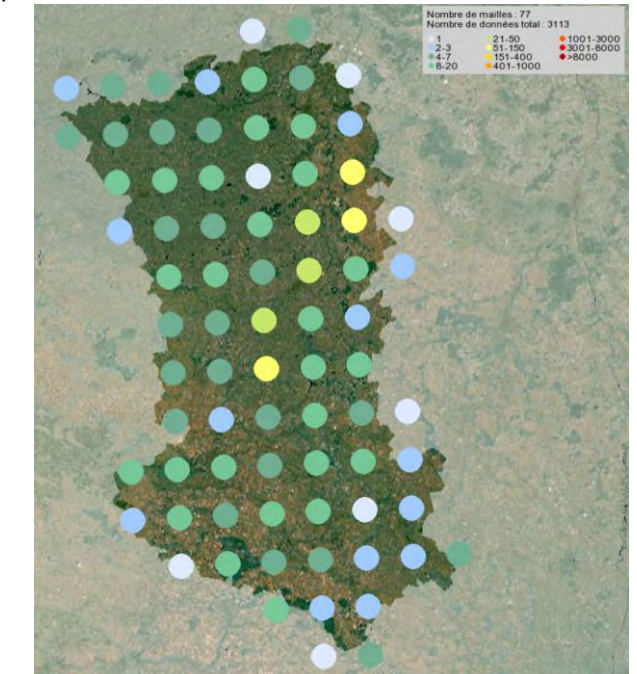 Nombre de mailles : 77
Nombre de données total : 3113
1 21-50 1001-3000
2-3 51-150 3001-8000
4-7 151-400 >8000
8-20 401-1000